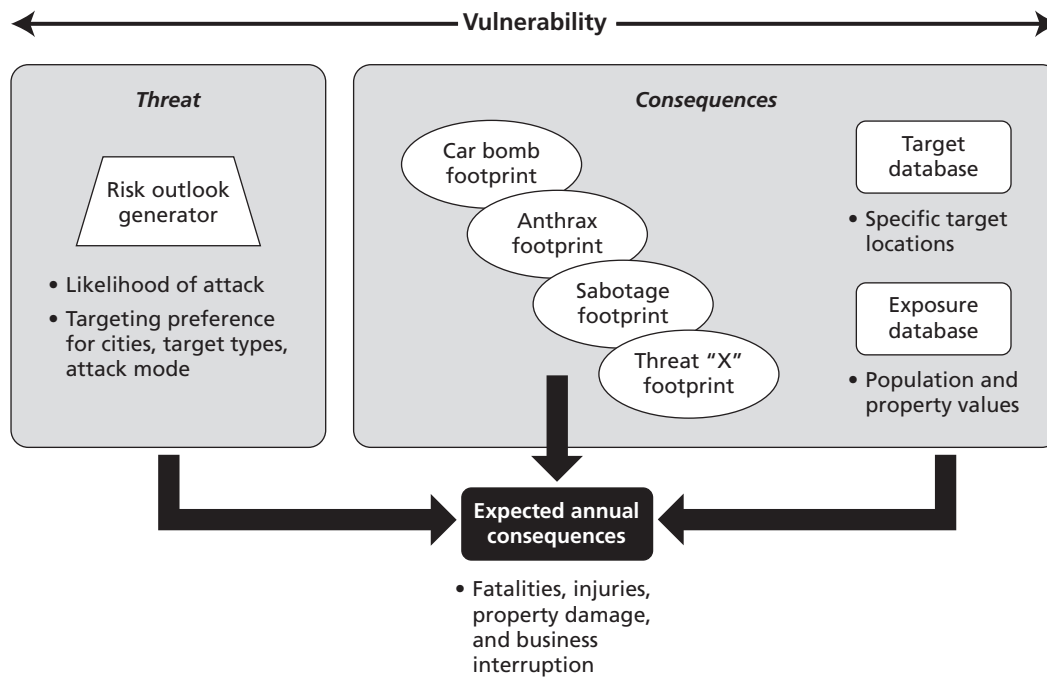 Vulnerability
Threat
Risk outlook
generator
• Likelihood of attack
• Targeting preference
for cities, target types,
attack mode
Consequences
Car bomb
footprint
Anthrax
footprint
Sabotage
footprint
Threat “X”
footprint
Target
database
• Specific target
locations
Exposure
database
• Population and
property values
Expected annual
consequences
• Fatalities, injuries,
property damage,
and business
interruption